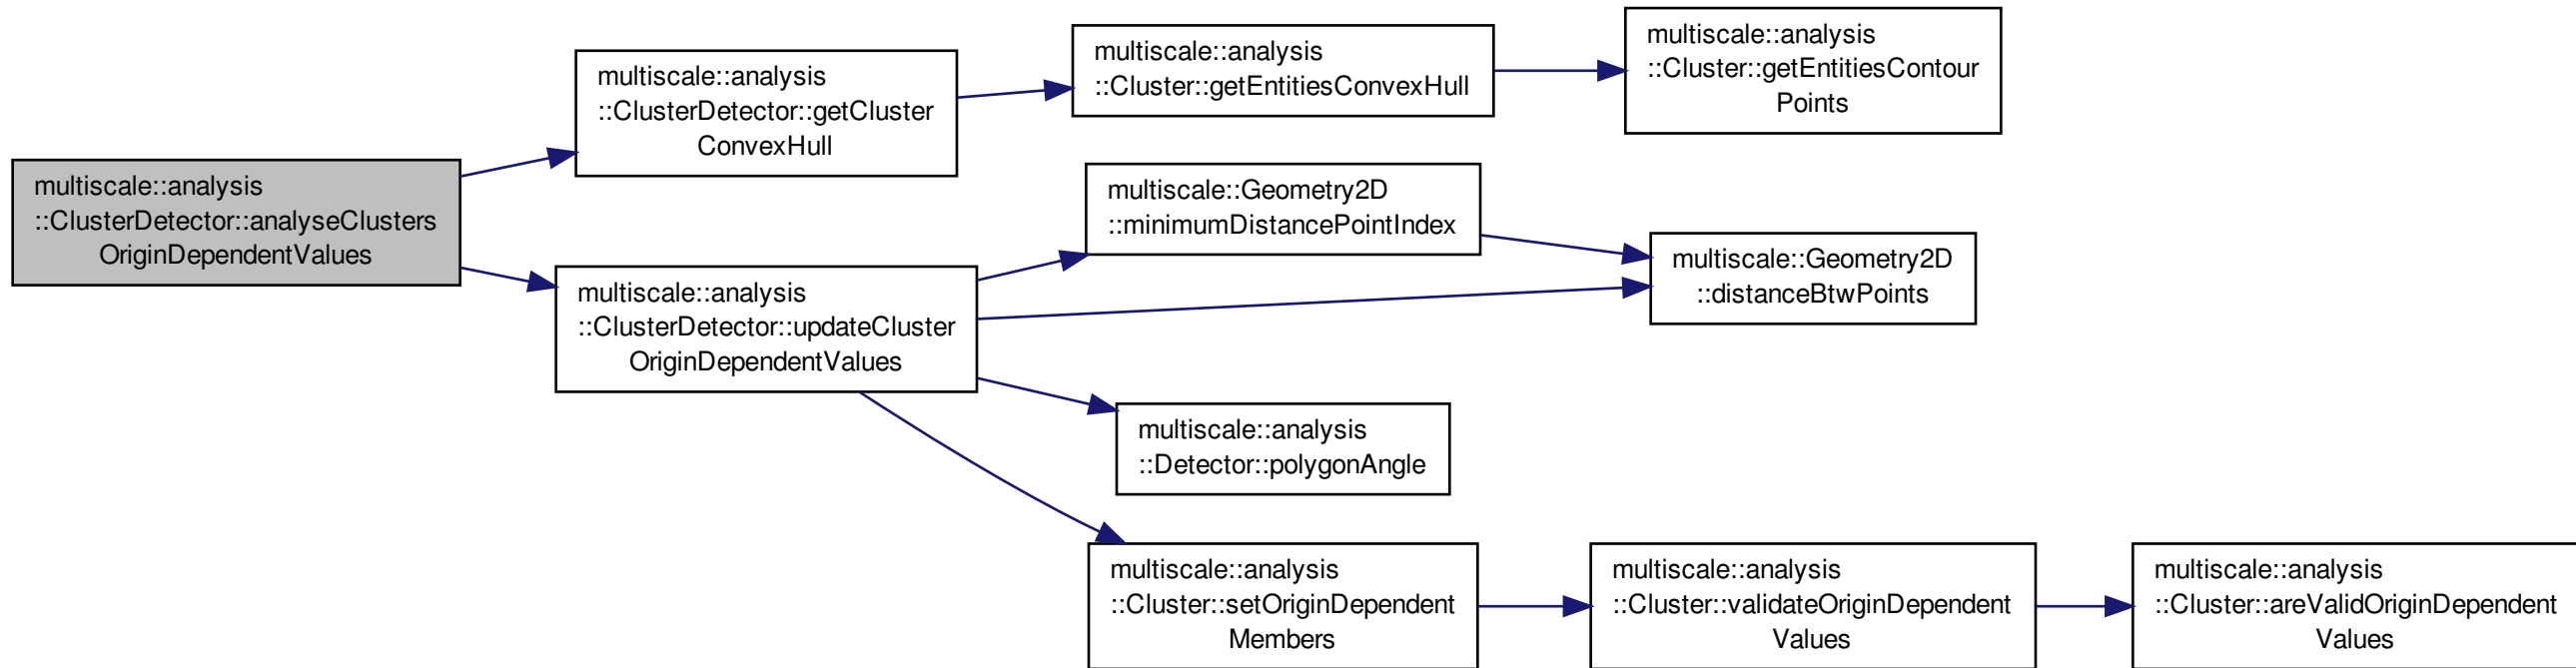 multiscale::analysis
::ClusterDetector::analyseClusters
OriginDependentValues
multiscale::analysis
::ClusterDetector::getCluster
ConvexHull
multiscale::analysis
::Cluster::getEntitiesConvexHull
multiscale::analysis
::Cluster::getEntitiesContour
Points
multiscale::analysis
::ClusterDetector::updateCluster
OriginDependentValues
multiscale::Geometry2D
::minimumDistancePointIndex
multiscale::Geometry2D
::distanceBtwPoints
multiscale::analysis
::Detector::polygonAngle
multiscale::analysis
::Cluster::setOriginDependent
Members
multiscale::analysis
::Cluster::validateOriginDependent
Values
multiscale::analysis
::Cluster::areValidOriginDependent
Values